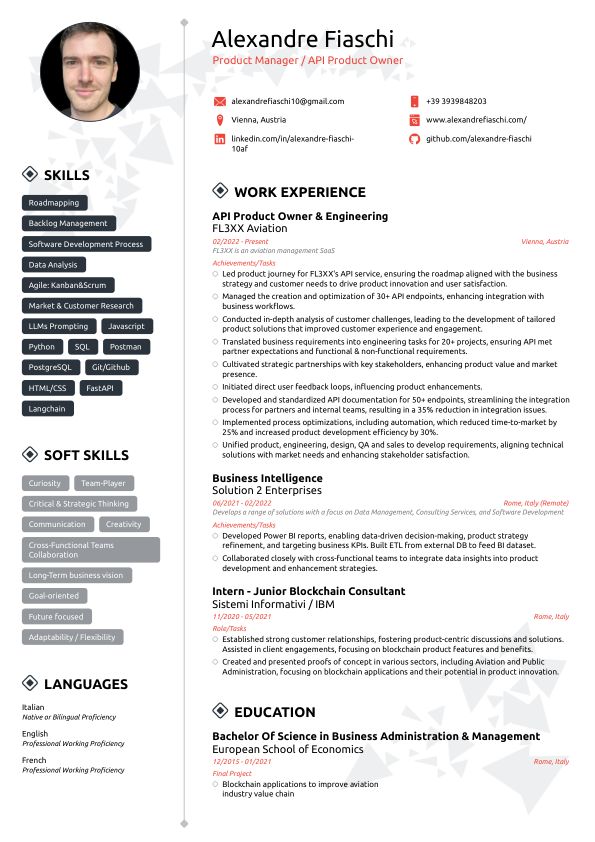 Alexandre Fiaschi
Product Manager / API Product Owner
alexandrefiaschi10@gmail.com
+39 3939848203
Vienna, Austria
www.alexandrefiaschi.com/
linkedin.com/in/alexandre-fiaschi-
10af
github.com/alexandre-fiaschi
SKILLS
Roadmapping
Backlog Management
Software Development Process
Data Analysis
Agile: Kanban&Scrum
Market & Customer Research
LLMs Prompting Javascript
Python SQL Postman
PostgreSQL Git/Github
HTML/CSS FastAPI
Langchain
SOFT SKILLS
Curiosity Team-Player
Critical & Strategic Thinking
Communication Creativity
Cross-Functional Teams
Collaboration
Long-Term business vision
Goal-oriented
Future focused
Adaptability / Flexibility
LANGUAGES
Italian
Native or Bilingual Proficiency
English
Professional Working Proficiency
French
Professional Working Proficiency
WORK EXPERIENCE
API Product Owner & Engineering
FL3XX Aviation
02/2022 - Present Vienna, Austria
FL3XX is an aviation management SaaS
Achievements/Tasks
Led product journey for FL3XX's API service, ensuring the roadmap aligned with the business
strategy and customer needs to drive product innovation and user satisfaction.
Managed the creation and optimization of 30+ API endpoints, enhancing integration with
business workflows.
Conducted in-depth analysis of customer challenges, leading to the development of tailored
product solutions that improved customer experience and engagement.
Translated business requirements into engineering tasks for 20+ projects, ensuring API met
partner expectations and functional & non-functional requirements.
Cultivated strategic partnerships with key stakeholders, enhancing product value and market
presence.
Initiated direct user feedback loops, influencing product enhancements.
Developed and standardized API documentation for 50+ endpoints, streamlining the integration
process for partners and internal teams, resulting in a 35% reduction in integration issues.
Implemented process optimizations, including automation, which reduced time-to-market by
25% and increased product development efficiency by 30%.
Unified product, engineering, design, QA and sales to develop requirements, aligning technical
solutions with market needs and enhancing stakeholder satisfaction.
Business Intelligence
Solution 2 Enterprises
06/2021 - 02/2022 Rome, Italy (Remote)
Develops a range of solutions with a focus on Data Management, Consulting Services, and Software Development
Achievements/Tasks
Developed Power BI reports, enabling data-driven decision-making, product strategy
refinement, and targeting business KPIs. Built ETL from external DB to feed BI dataset.
Collaborated closely with cross-functional teams to integrate data insights into product
development and enhancement strategies.
Intern - Junior Blockchain Consultant
Sistemi Informativi / IBM
11/2020 - 05/2021 Rome, Italy
Role/Tasks
Established strong customer relationships, fostering product-centric discussions and solutions.
Assisted in client engagements, focusing on blockchain product features and benefits.
Created and presented proofs of concept in various sectors, including Aviation and Public
Administration, focusing on blockchain applications and their potential in product innovation.
EDUCATION
Bachelor Of Science in Business Administration & Management
European School of Economics
12/2015 - 01/2021 Rome, Italy
Final Project
Blockchain applications to improve aviation
industry value chain